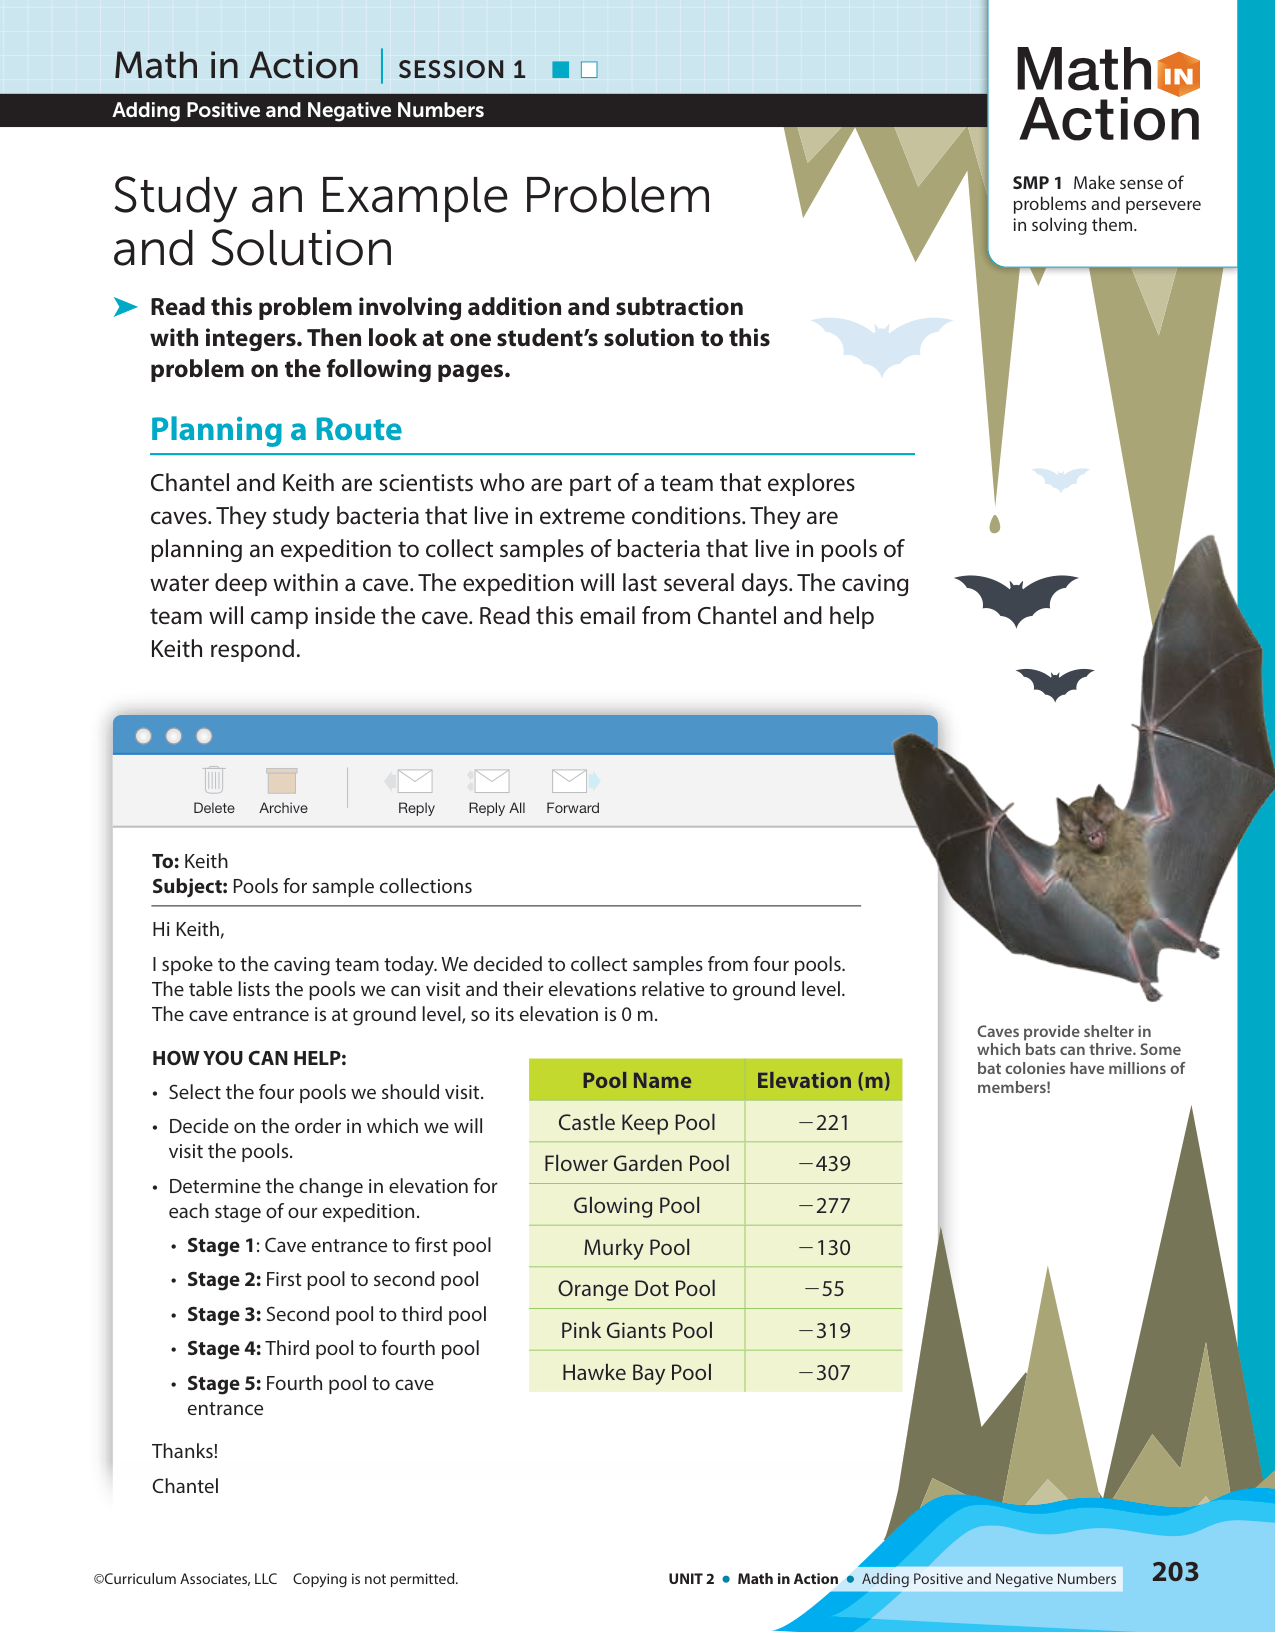 Math in Action | SESSION 1
Adding Positive and Negative Numbers
Math IN
Action
SMP 1 Make sense of
problems and persevere
in solving them.
Study an Example Problem
and Solution
Read this problem involving addition and subtraction
with integers. Then look at one student’s solution to this
problem on the following pages.
Planning a Route
Chantel and Keith are scientists who are part of a team that explores
caves. They study bacteria that live in extreme conditions. They are
planning an expedition to collect samples of bacteria that live in pools of
water deep within a cave. The expedition will last several days. The caving
team will camp inside the cave. Read this email from Chantel and help
Keith respond.
Delete Archive Reply Reply All Forward
To: Keith
Subject: Pools for sample collections
Hi Keith,
I spoke to the caving team today. We decided to collect samples from four pools.
The table lists the pools we can visit and their elevations relative to ground level.
The cave entrance is at ground level, so its elevation is 0 m.
HOW YOU CAN HELP:
• Select the four pools we should visit.
• Decide on the order in which we will
visit the pools.
• Determine the change in elevation for
each stage of our expedition.
• Stage 1: Cave entrance to first pool
• Stage 2: First pool to second pool
• Stage 3: Second pool to third pool
• Stage 4: Third pool to fourth pool
• Stage 5: Fourth pool to cave
entrance
Thanks!
Chantel
Pool Name Elevation (m)
Castle Keep Pool −221
Flower Garden Pool −439
Glowing Pool −277
Murky Pool −130
Orange Dot Pool −55
Pink Giants Pool −319
Hawke Bay Pool −307
Caves provide shelter in
which bats can thrive. Some
bat colonies have millions of
members!
©Curriculum Associates, LLC Copying is not permitted.
UNIT 2 • Math in Action • Adding Positive and Negative Numbers 203